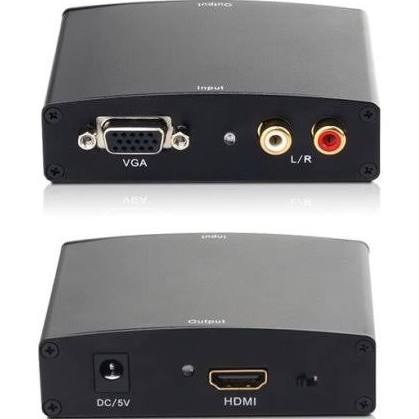 Output
Input
VGA
L/R
Input
Output
DC/5V
HDMI